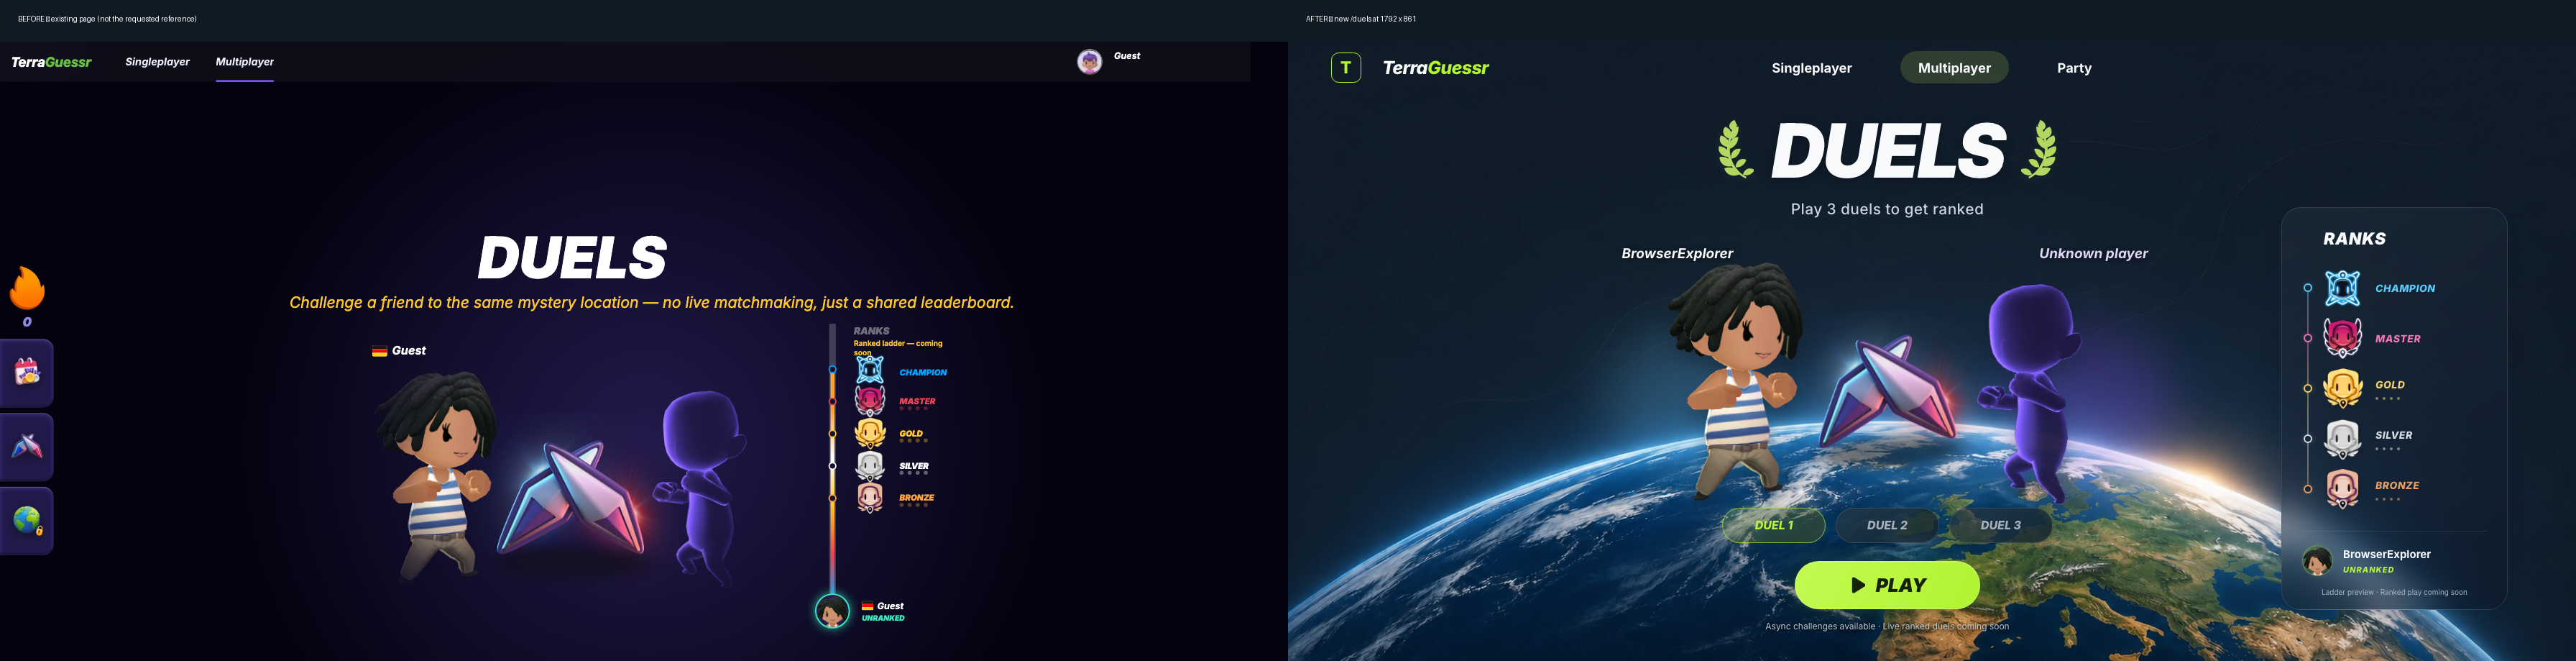 BEFORE existing page (not the requested reference)
TerraGuessr
Singleplayer
Multiplayer
Guest
0
DUELS
Challenge a friend to the same mystery location — no live matchmaking, just a shared leaderboard.
Guest
RANKS
Ranked ladder — coming
soon
CHAMPION
MASTER
GOLD
SILVER
BRONZE
Guest
UNRANKED
AFTER new /duels at 1792 x 861
T
TerraGuessr
Singleplayer
Multiplayer
Party
DUELS
Play 3 duels to get ranked
BrowserExplorer
Unknown player
DUEL 1
DUEL 2
DUEL 3
PLAY
Async challenges available · Live ranked duels coming soon
RANKS
CHAMPION
MASTER
GOLD
SILVER
BRONZE
BrowserExplorer
UNRANKED
Ladder preview · Ranked play coming soon